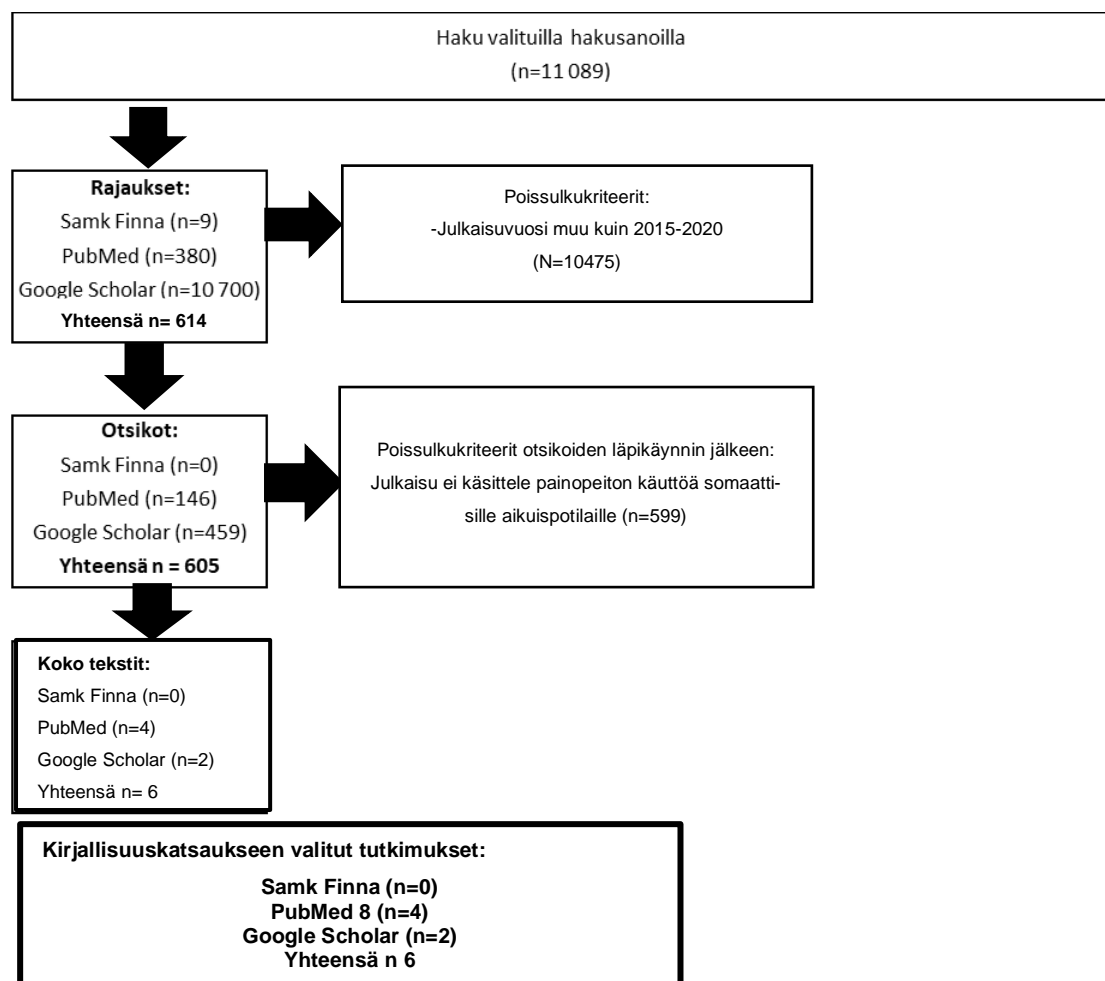 Haku valituilla hakusanoilla
(n=11 089)
Rajaukset:
Samk Finna (n=9)
PubMed (n=380)
Google Scholar (n=10 700)
Yhteensä n= 614
Poissulkukriteerit:
-Julkaisuvuosi muu kuin 2015-2020
(N=10475)
Otsikot:
Samk Finna (n=0)
PubMed (n=146)
Google Scholar (n=459)
Yhteensä n = 605
Poissulkukriteerit otsikoiden läpikäynnin jälkeen:
Julkaisu ei käsittele painopeiton käyttöä somaatti-
sille aikuispotilaille (n=599)
Koko tekstit:
Samk Finna (n=0)
PubMed (n=4)
Google Scholar (n=2)
Yhteensä n= 6
Kirjallisuuskatsaukseen valitut tutkimukset:
Samk Finna (n=0)
PubMed 8 (n=4)
Google Scholar (n=2)
Yhteensä n 6